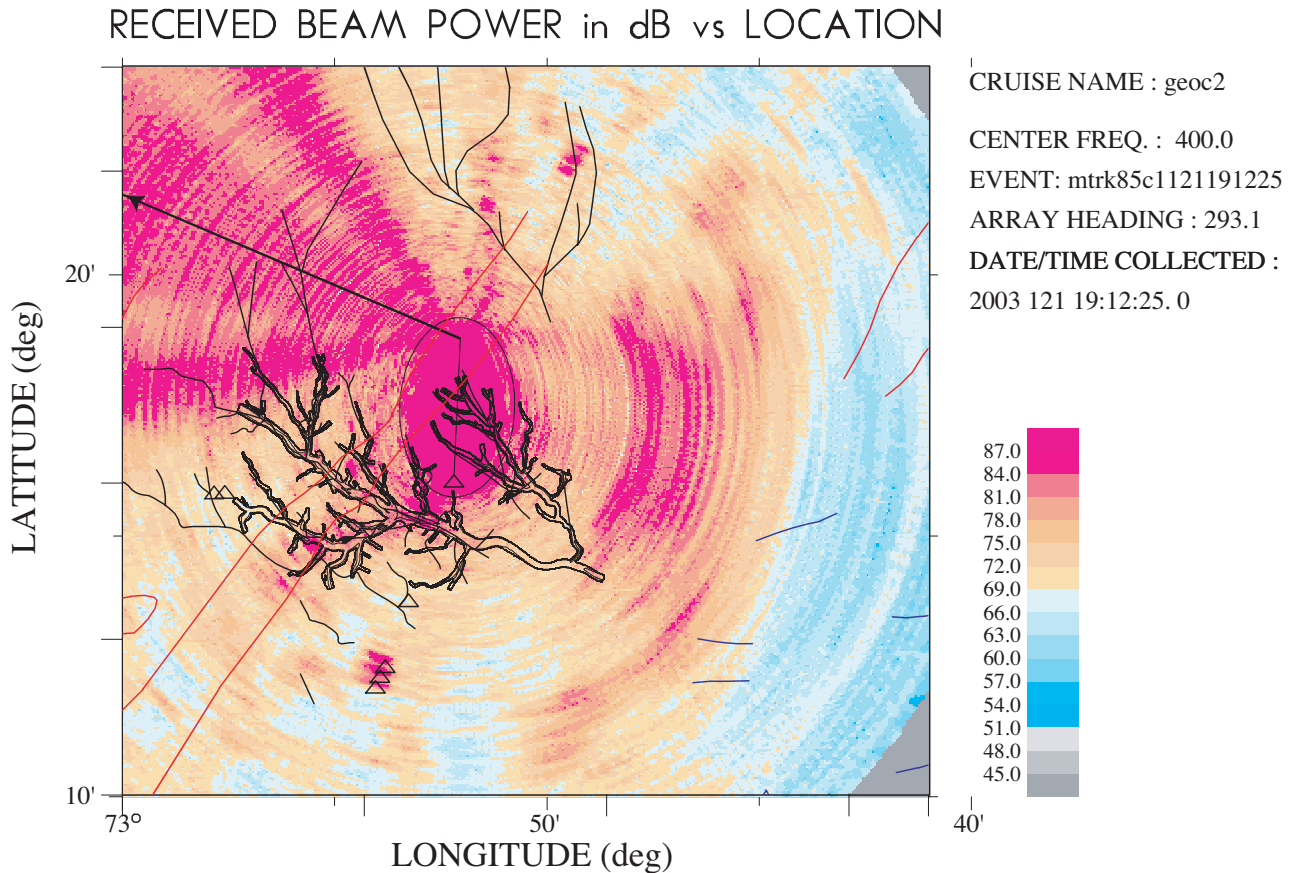 RECEIVED BEAM POWER in dB vs LOCATION
CRUISE NAME : geoc2
CENTER FREQ. : 400.0
EVENT: mtrk85c1121191225
ARRAY HEADING : 293.1
DATE/TIME COLLECTED :
2003 121 19:12:25. 0
20'
LATITUDE (deg)
87.0
84.0
81.0
78.0
75.0
72.0
69.0
66.0
63.0
60.0
57.0
54.0
51.0
48.0
45.0
10'
73° 50' 40'
LONGITUDE (deg)